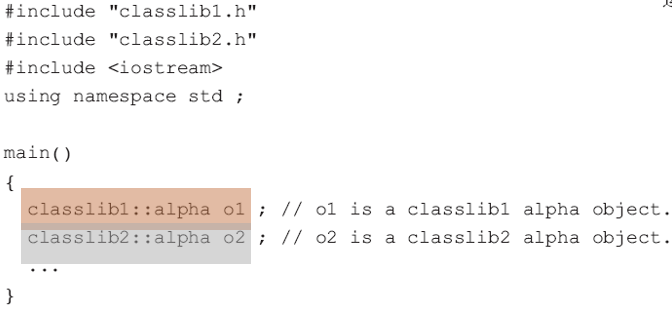 #include "classlib1.h"
#include "classlib2.h"
#include <iostream>
using namespace std ;
main()
{
classlib1::alpha o1 ; // o1 is a classlib1 alpha object.
classlib2::alpha o2 ; // o2 is a classlib2 alpha object.
...
}